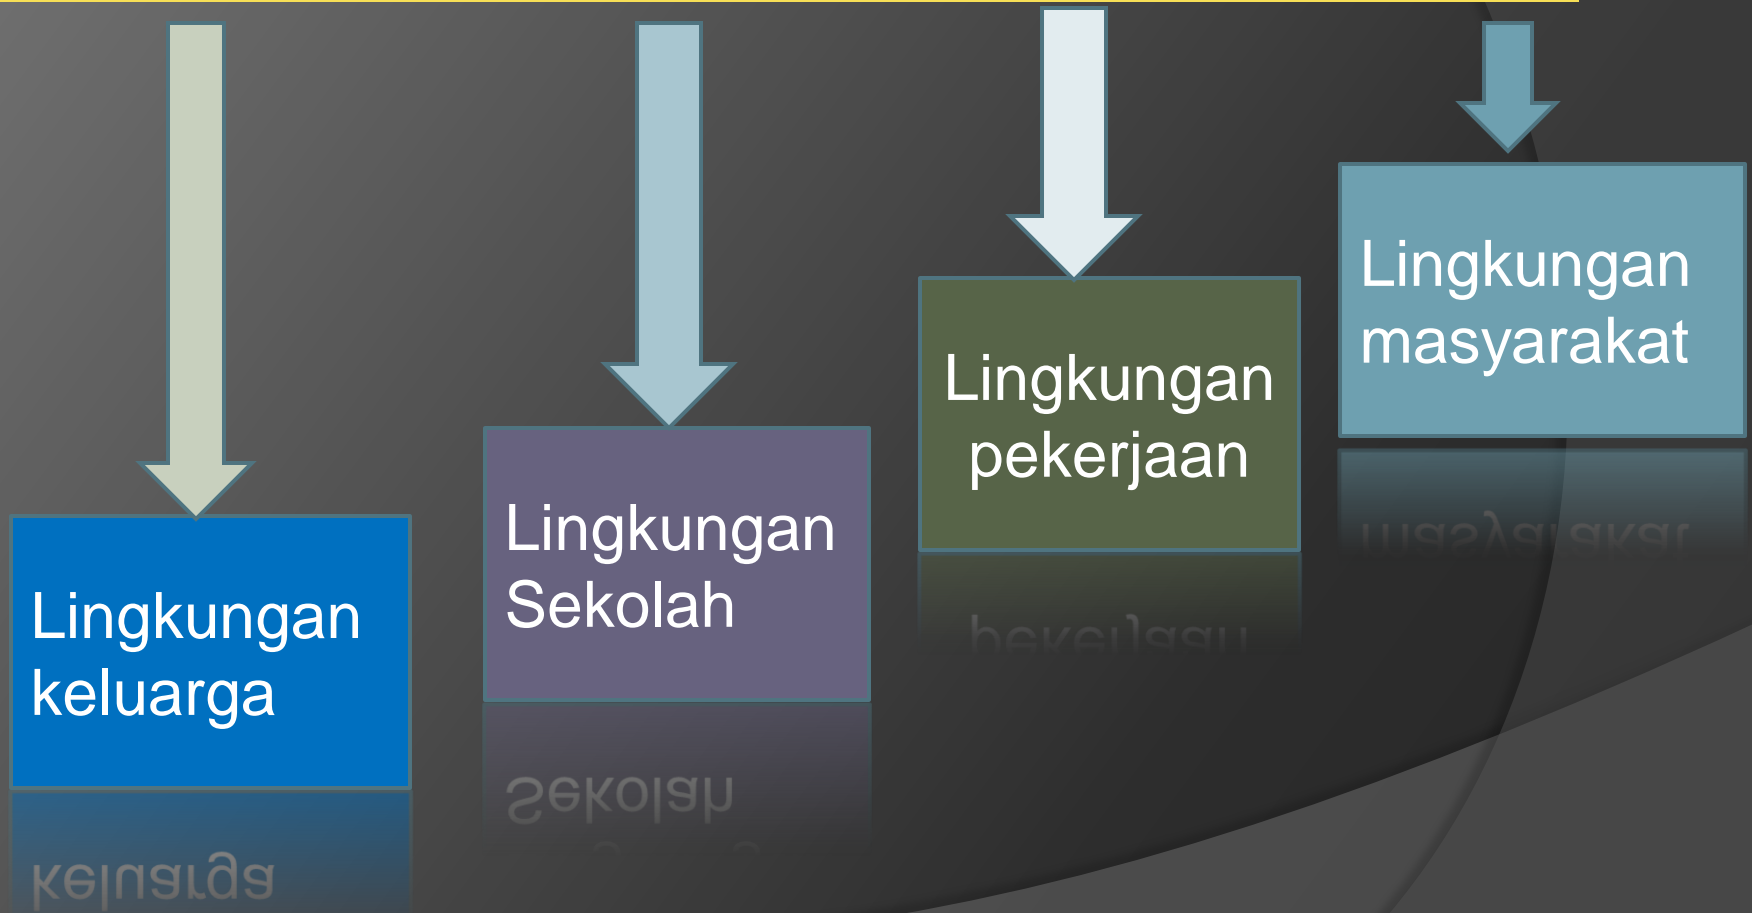 Lingkungan
keluarga
Lingkungan
Sekolah
Lingkungan
pekerjaan
Lingkungan
masyarakat